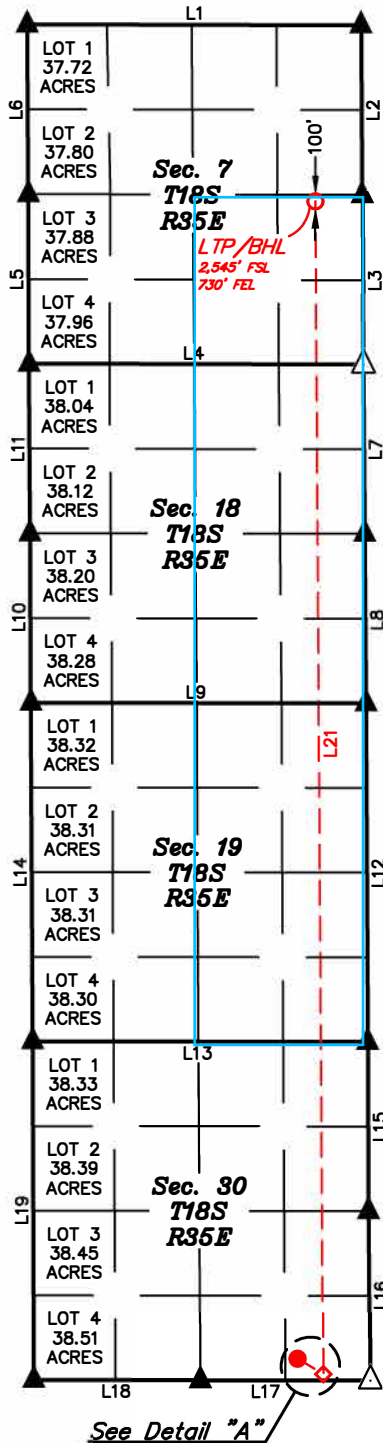 L1
LOT 1
37.72
ACRES
L6
L2
LOT 2
37.80
ACRES
100'
Sec. 7
T18S
R35E
LOT 3
37.88
ACRES
LTP/BHL
2,545' FSL
730' FEL
L5
L3
LOT 4
37.96
ACRES
L4
LOT 1
38.04
ACRES
L11
L7
LOT 2
38.12
ACRES
Sec. 18
T18S
R35E
LOT 3
38.20
ACRES
L10
L8
LOT 4
38.28
ACRES
L9
LOT 1
38.32
ACRES
L21
LOT 2
38.31
ACRES
Sec. 19
T18S
R35E
L14
L12
LOT 3
38.31
ACRES
LOT 4
38.30
ACRES
L13
LOT 1
38.33
ACRES
L15
LOT 2
38.39
ACRES
Sec. 30
T18S
R35E
L19
LOT 3
38.45
ACRES
L16
LOT 4
38.51
ACRES
L18
L17
See Detail "A"